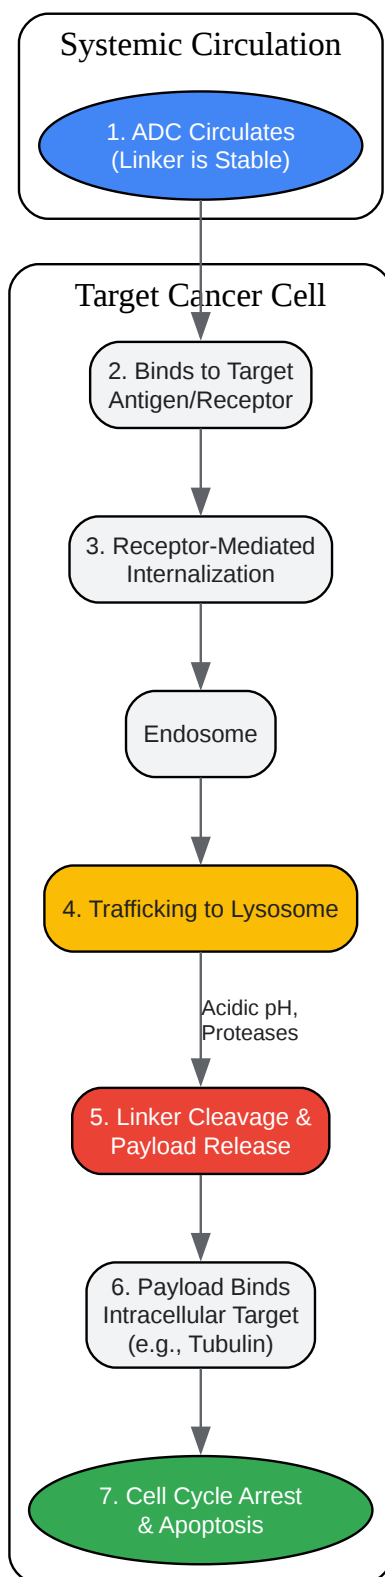 Systemic Circulation
1. ADC Circulates
(Linker is Stable)
Target Cancer Cell
2. Binds to Target
Antigen/Receptor
3. Receptor-Mediated
Internalization
Endosome
4. Trafficking to Lysosome
Acidic pH,
Proteases
5. Linker Cleavage &
Payload Release
6. Payload Binds
Intracellular Target
(e.g., Tubulin)
7. Cell Cycle Arrest
& Apoptosis